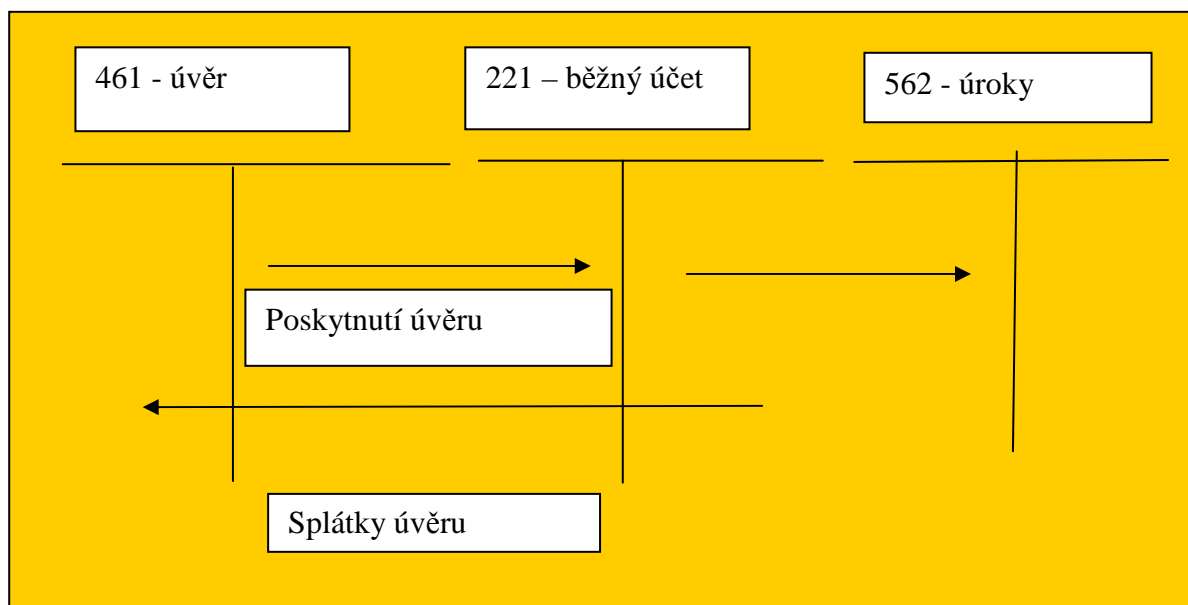 461 - úvěr
221 – běžný účet
562 - úroky
Poskytnutí úvěru
Splátky úvěru